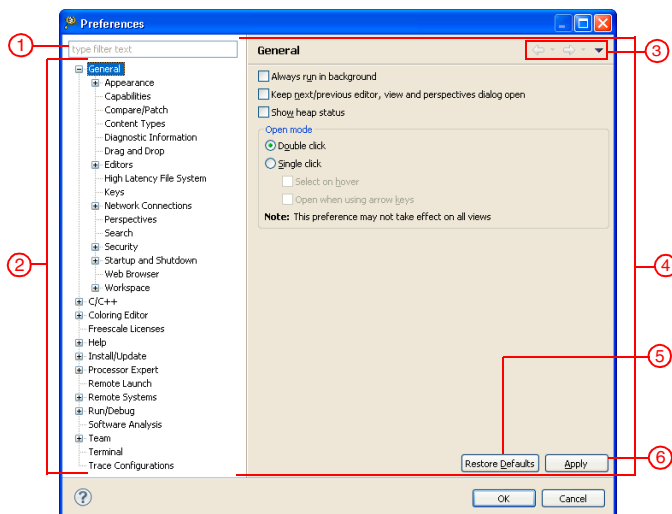 Preferences
1
type filter text
General
3
General
Appearance
Capabilities
Compare/Patch
Content Types
Diagnostic Information
Drag and Drop
Editors
High Latency File System
Keys
Network Connections
Perspectives
Search
Security
Startup and Shutdown
Web Browser
Workspace
C/C++
Coloring Editor
Freescale Licenses
Help
Install/Update
Processor Expert
Remote Launch
Remote Systems
Run/Debug
Software Analysis
Team
Terminal
Trace Configurations
2
Always run in background
Keep next/previous editor, view and perspectives dialog open
Show heap status
Open mode
Double click
Single click
Select on hover
Open when using arrow keys
Note: This preference may not take effect on all views
4
5
Restore Defaults
Apply
6
?
OK
Cancel